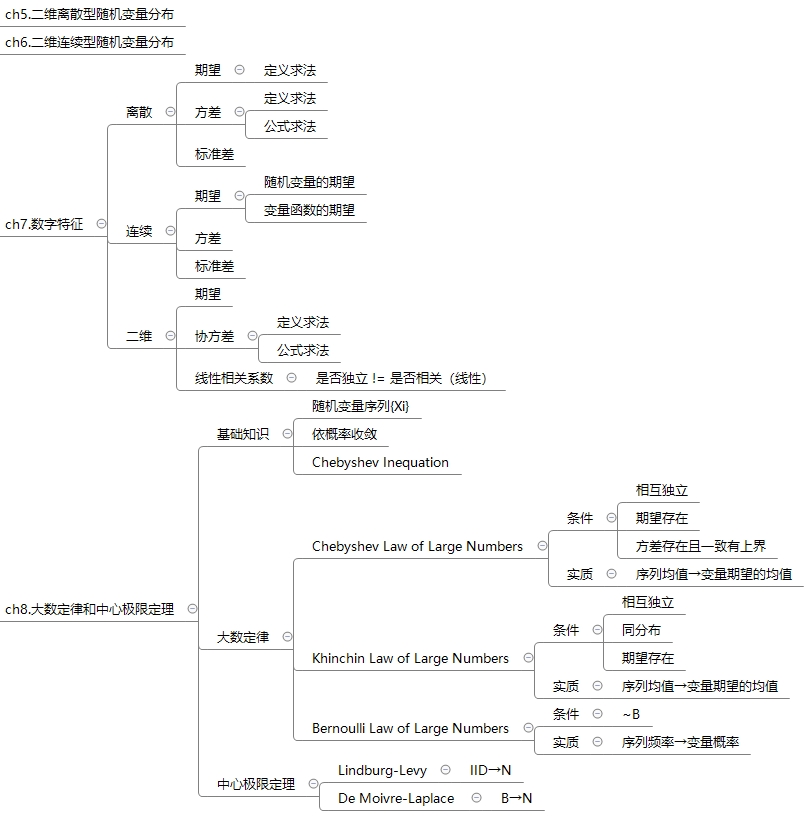 ch5.二维离散型随机变量分布
ch6.二维连续型随机变量分布
ch7.数字特征
离散
期望
定义求法
方差
定义求法
公式求法
标准差
连续
期望
随机变量的期望
变量函数的期望
方差
标准差
二维
期望
协方差
定义求法
公式求法
线性相关系数
是否独立 != 是否相关（线性）
ch8.大数定律和中心极限定理
基础知识
随机变量序列{Xi}
依概率收敛
Chebyshev Inequation
大数定律
Chebyshev Law of Large Numbers
条件
相互独立
期望存在
方差存在且一致有上界
实质
序列均值→变量期望的均值
Khinchin Law of Large Numbers
条件
相互独立
同分布
期望存在
实质
序列均值→变量期望的均值
Bernoulli Law of Large Numbers
条件
~B
实质
序列频率→变量概率
中心极限定理
Lindburg-Levy
IID→N
De Moivre-Laplace
B→N